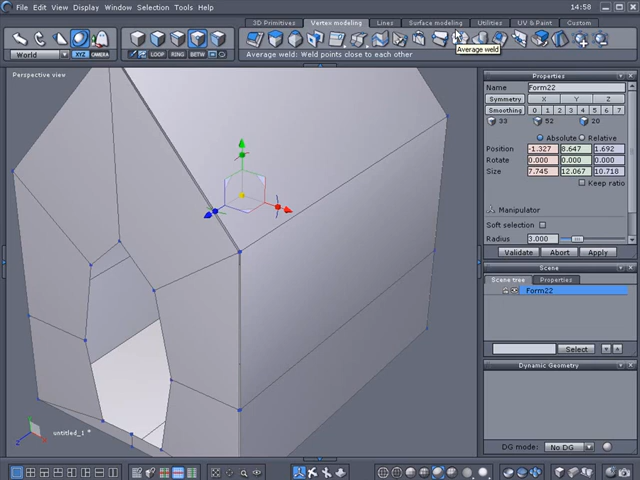 File Edit Macros Display Window Selection Tools Help 14:58
3D Primitives Vertex modeling Lines Surface modeling Utilities UV & Paint Custom
World XYZ CAMERA LOOP RING BETW
Average weld: Weld points close to each other
Average weld
Perspective view
Properties
Name Form22
Symmetry X Y Z
Smoothing 0 1 2 3 4 5 6 7
33 52 20
Absolute Relative
Position -1.327 8.647 1.692
Rotate 0.000 0.000 0.000
Size 7.745 12.067 10.718
Keep ratio
Manipulator
Soft selection
Radius 3.000
Validate Abort Apply
Scene
Scene tree Properties
Form22
Select
Dynamic Geometry
DG mode: No DG
untitled_1 *